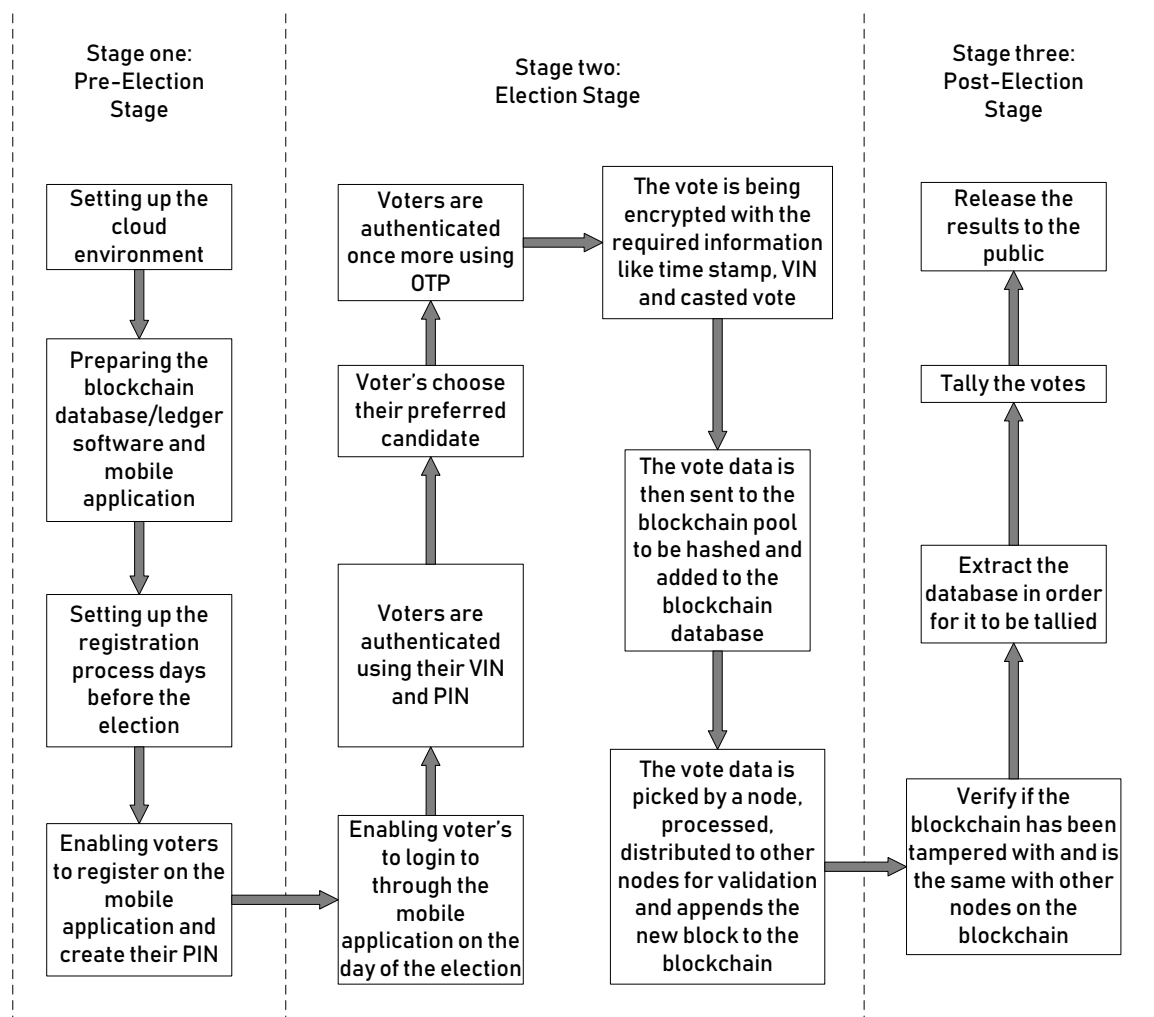 Stage one:
Pre-Election
Stage
Setting up the
cloud
environment
Preparing the
blockchain
database/ledger
software and
mobile
application
Setting up the
registration
process days
before the
election
Enabling voters
to register on the
mobile
application and
create their PIN
Stage two:
Election Stage
Enabling voter's
to login to
through the
mobile
application on the
day of the election
Voters are
authenticated
using their VIN
and PIN
Voter's choose
their preferred
candidate
Voters are
authenticated
once more using
OTP
The vote is being
encrypted with the
required information
like time stamp, VIN
and casted vote
The vote data is
then sent to the
blockchain pool
to be hashed and
added to the
blockchain
database
The vote data is
picked by a node,
processed,
distributed to other
nodes for validation
and appends the
new block to the
blockchain
Stage three:
Post-Election
Stage
Verify if the
blockchain has been
tampered with and is
the same with other
nodes on the
blockchain
Extract the
database in order
for it to be tallied
Tally the votes
Release the
results to the
public